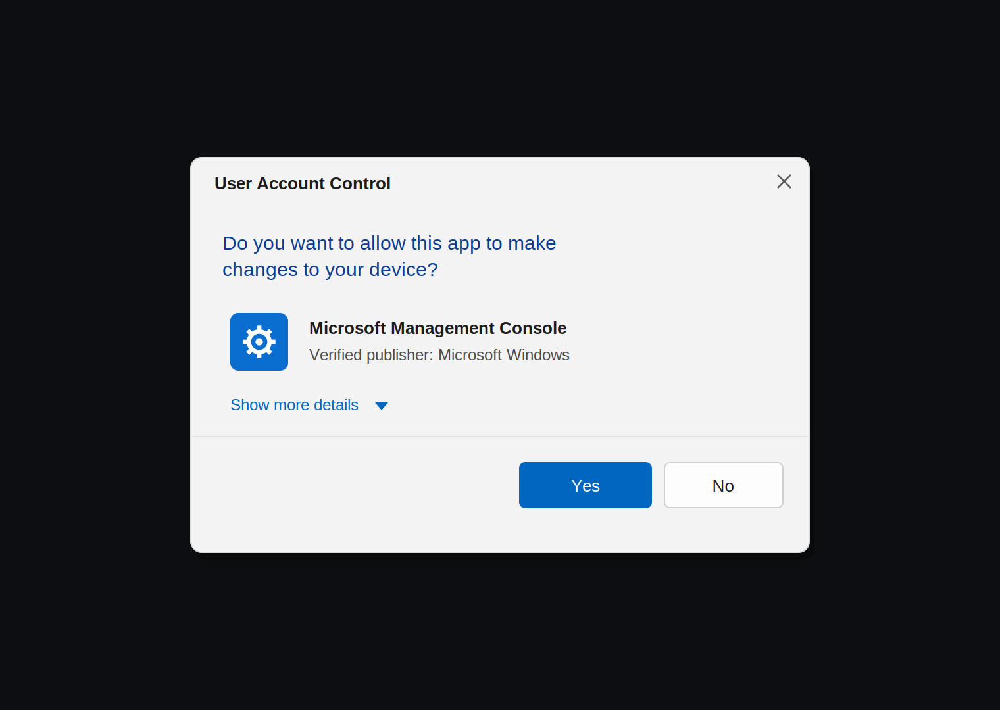 User Account Control
Do you want to allow this app to make
changes to your device?
Microsoft Management Console
Verified publisher: Microsoft Windows
Show more details
Yes
No